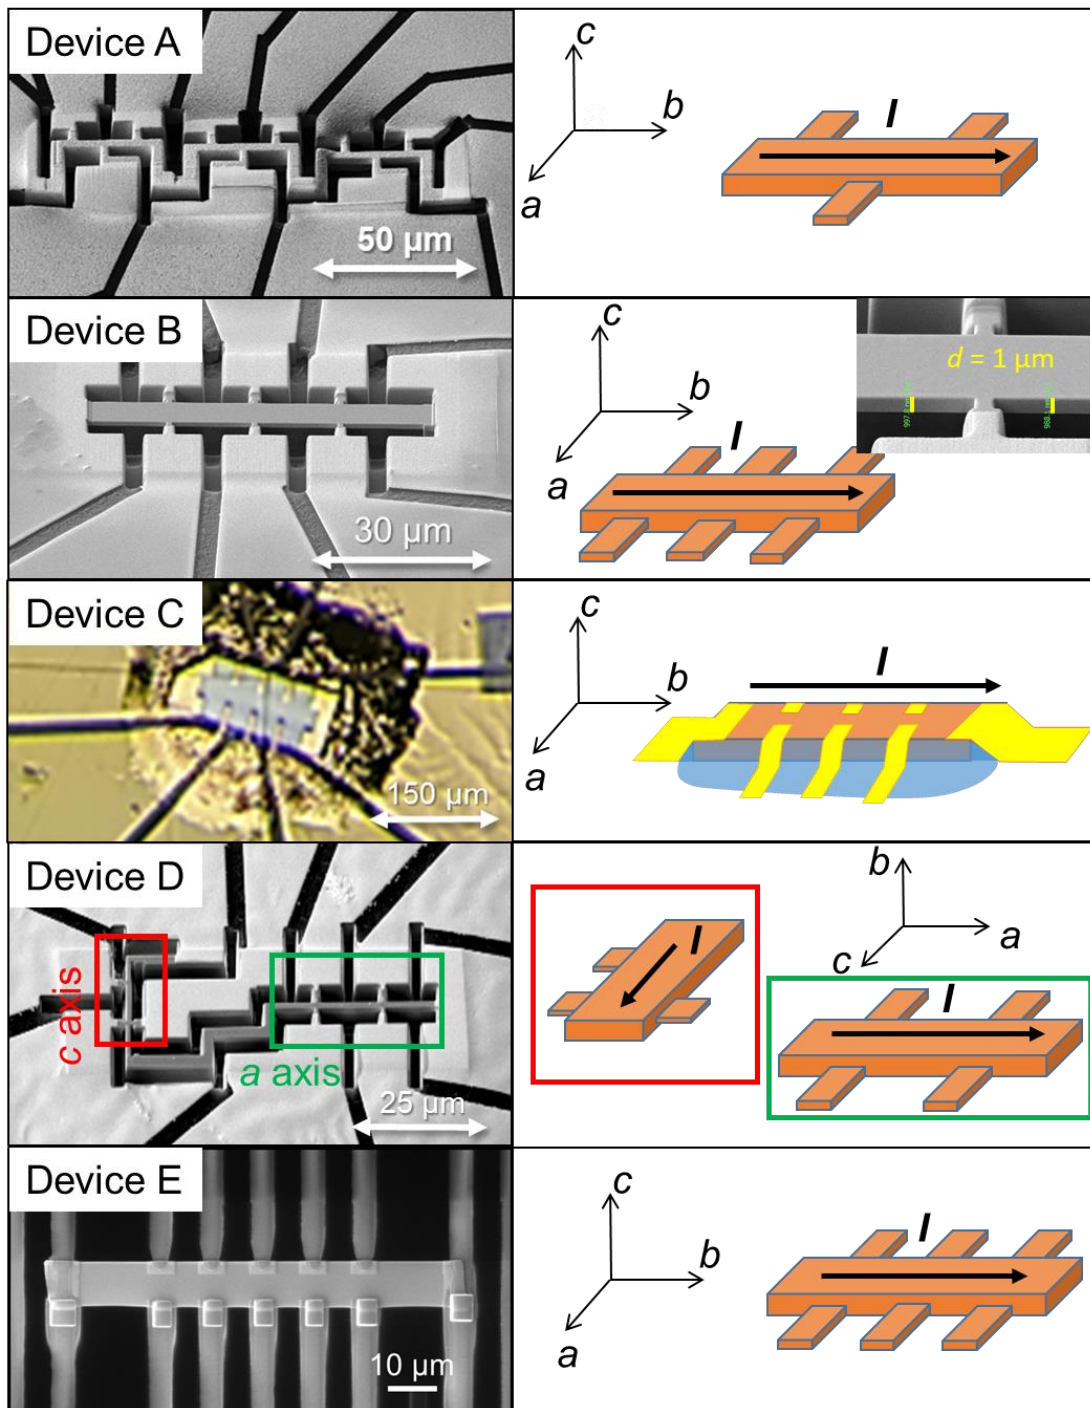 Device A
50 µm
c
b
a
I
Device B
30 µm
c
b
a
I
d = 1 µm
Device C
150 µm
c
b
a
I
Device D
c axis
a axis
25 µm
I
b
a
c
I
Device E
10 µm
c
b
a
I